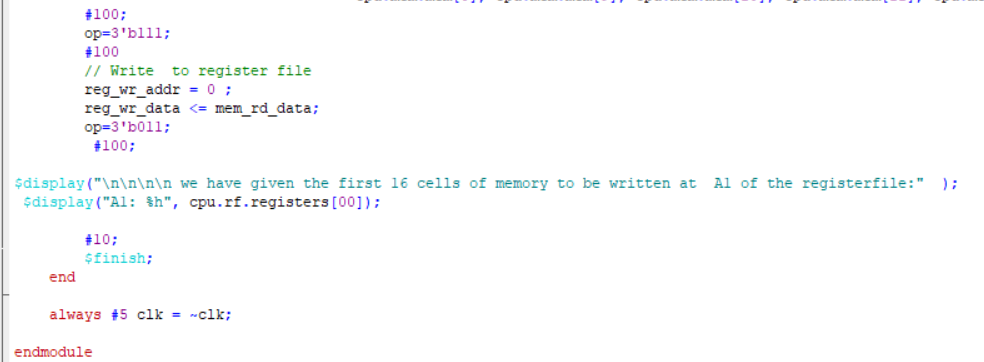 #100;
op=3'b111;
#100
// Write  to register file
reg_wr_addr = 0 ;
reg_wr_data <= mem_rd_data;
op=3'b011;
#100;
$display("\n\n\n\n we have given the first 16 cells of memory to be written at  A1 of the registerfile:"  );
$display("A1: %h", cpu.rf.registers[00]);
#10;
$finish;
end
always #5 clk = ~clk;
endmodule